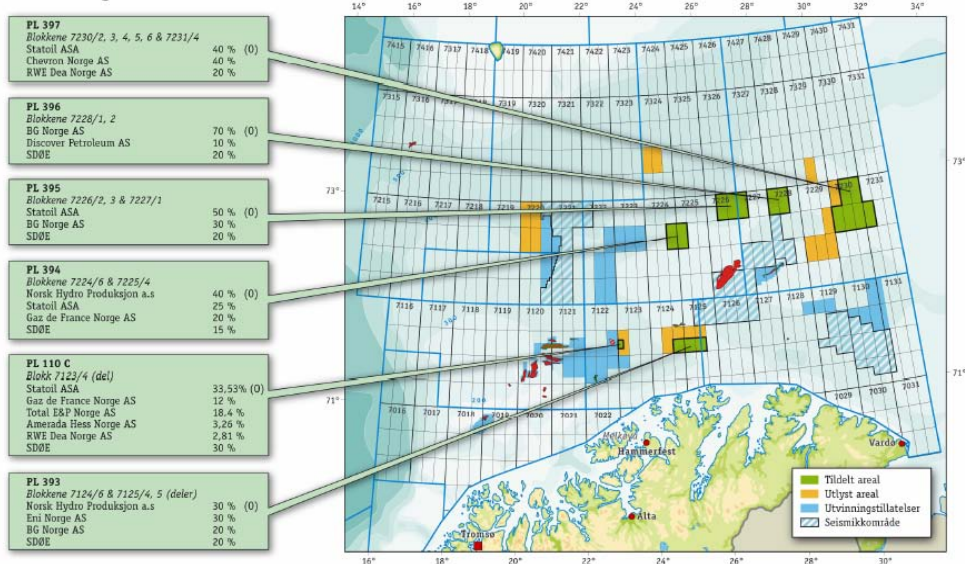 PL 397
Blokkene 7230/2, 3, 4, 5, 6 & 7231/4
Statoil ASA 40 % (O)
Chevron Norge AS 40 %
RWE Dea Norge AS 20 %
PL 396
Blokkene 7228/1, 2
BG Norge AS 70 % (O)
Discover Petroleum AS 10 %
SDØE 20 %
PL 395
Blokkene 7226/2, 3 & 7227/1
Statoil ASA 50 % (O)
BG Norge AS 30 %
SDØE 20 %
PL 394
Blokkene 7224/6 & 7225/4
Norsk Hydro Produksjon a.s 40 % (O)
Statoil ASA 25 %
Gaz de France Norge AS 20 %
SDØE 15 %
PL 110 C
Blokk 7123/4 (del)
Statoil ASA 33,53% (O)
Gaz de France Norge AS 12 %
Total E&P Norge AS 18.4 %
Amerada Hess Norge AS 3,26 %
RWE Dea Norge AS 2,81 %
SDØE 30 %
PL 393
Blokkene 7124/6 & 7125/4, 5 (deler)
Norsk Hydro Produksjon a.s 30 % (O)
Eni Norge AS 30 %
BG Norge AS 20 %
SDØE 20 %
14° 16° 18° 20° 22° 24° 26° 28° 30° 32° 34°
7415 7316 7317 7418 7419 7420 7421 7422 7423 7424 7425 7426 7427 7428 7429 7430 7431
7315 7316 7317 7318 7319 7320 7321 7322 7323 7324 7325 7326 7327 7328 7329 7330 7331
73° 73°
7215 7216 7217 7218 7219 7220 7221 7222 7223 7224 7225 7226 7227 7228 7229 7230 7231
7116 7117 7118 7119 7120 7121 7122 7123 7124 7125 7126 7127 7128 7129 7130 7131
71° 71°
7016 7017 7018 7019 7020 7021 7022 7029 7030 7031
300
200
Melkøya
Hammerfest
Vardø
Alta
Tromsø
Tildelt areal
Utlyst areal
Utvinningstillatelser
Seismikkområde
16° 18° 20° 22° 24° 26° 28° 30°